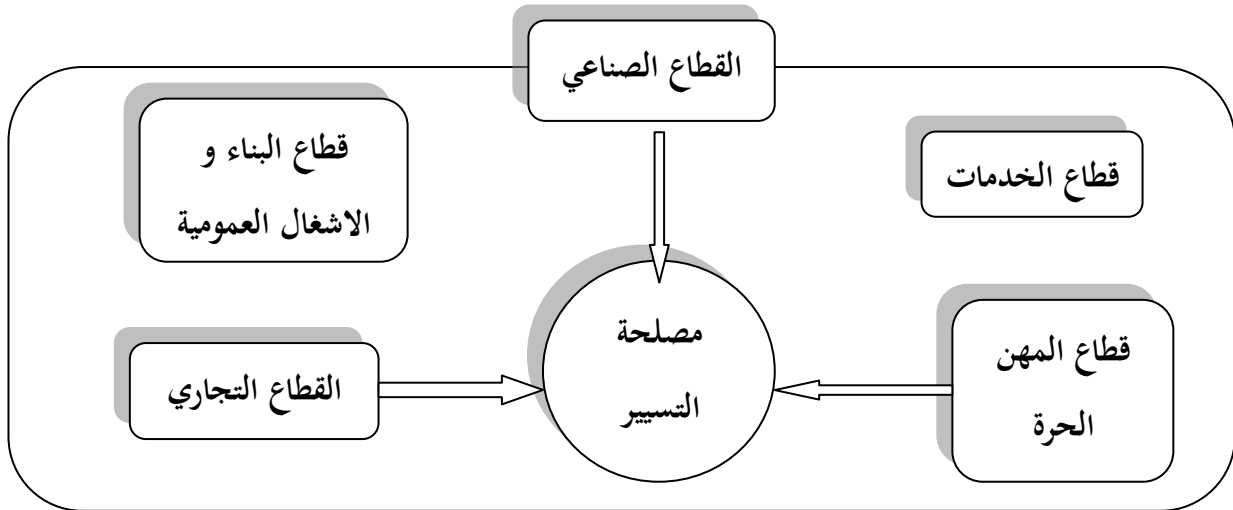 القطاع الصناعي
قطاع الخدمات
قطاع البناء و
الاشغال العمومية
قطاع المهن
الحرة
مصلحة
التسيير
القطاع التجاري